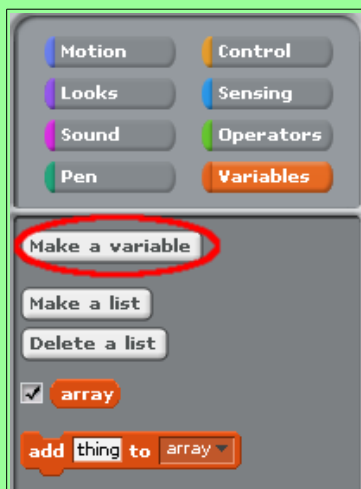 Motion Control
Looks Sensing
Sound Operators
Pen Variables
Make a variable
Make a list
Delete a list
array
add thing to array